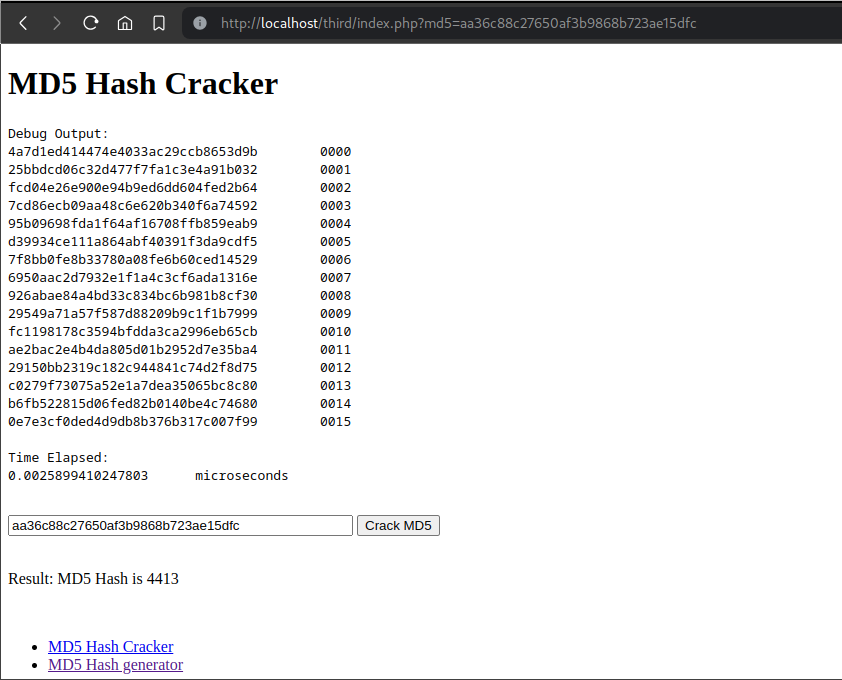 http://localhost/third/index.php?md5=aa36c88c27650af3b9868b723ae15dfc
MD5 Hash Cracker
Debug Output:
4a7d1ed414474e4033ac29ccb8653d9b 0000
25bbdcd06c32d477f7fa1c3e4a91b032 0001
fcd04e26e900e94b9ed6dd604fed2b64 0002
7cd86ecb09aa48c6e620b340f6a74592 0003
95b09698fda1f64af16708ffb859eab9 0004
d39934ce111a864abf40391f3da9cdf5 0005
7f8bb0fe8b33780a08fe6b60ced14529 0006
6950aac2d7932e1f1a4c3cf6ada1316e 0007
926abae84a4bd33c834bc6b981b8cf30 0008
29549a71a57f587d88209b9c1f1b7999 0009
fc1198178c3594bfdda3ca2996eb65cb 0010
ae2bac2e4b4da805d01b2952d7e35ba4 0011
29150bb2319c182c944841c74d2f8d75 0012
c0279f73075a52e1a7dea35065bc8c80 0013
b6fb522815d06fed82b0140be4c74680 0014
0e7e3cf0ded4d9db8b376b317c007f99 0015
Time Elapsed:
0.0025899410247803 microseconds
aa36c88c27650af3b9868b723ae15dfc Crack MD5
Result: MD5 Hash is 4413
MD5 Hash Cracker
MD5 Hash generator